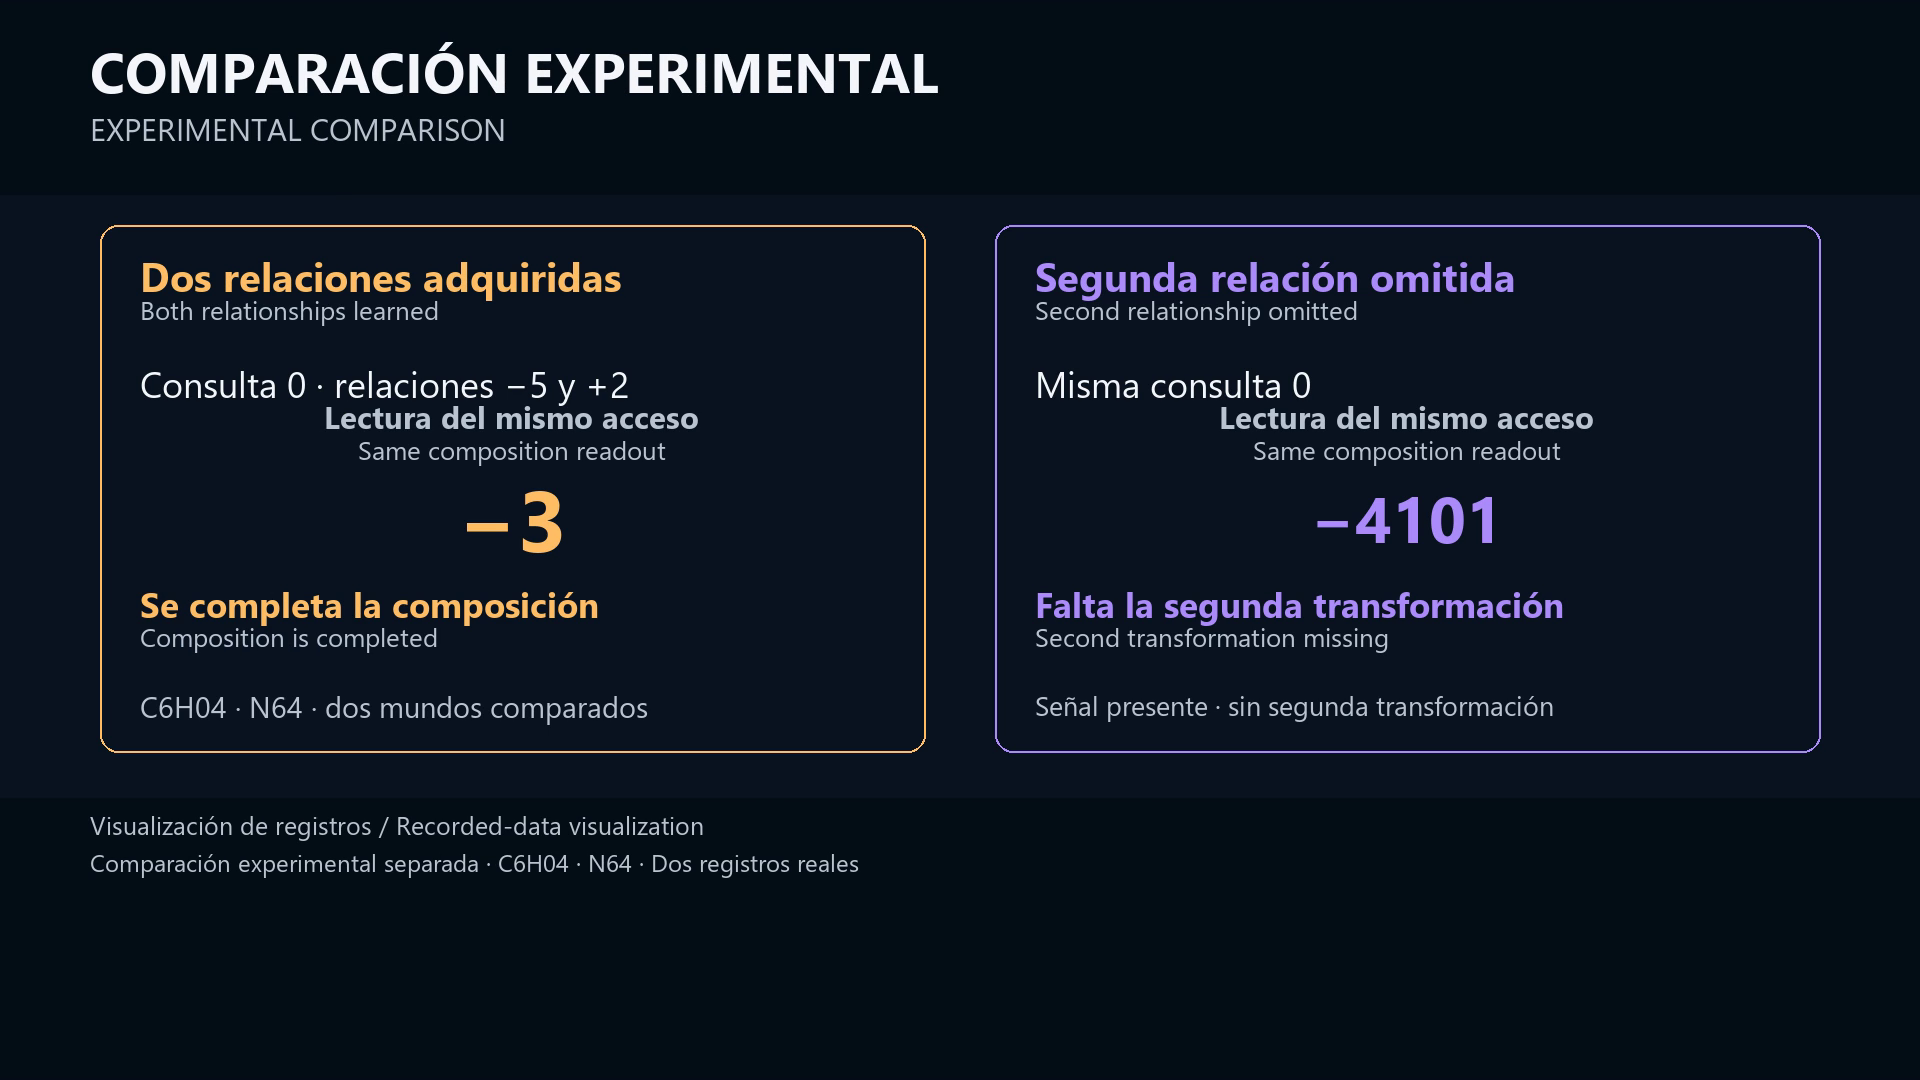 COMPARACIÓN EXPERIMENTAL
EXPERIMENTAL COMPARISON
Dos relaciones adquiridas
Both relationships learned
Consulta 0 · relaciones −5 y +2
Lectura del mismo acceso
Same composition readout
−3
Se completa la composición
Composition is completed
C6H04 · N64 · dos mundos comparados
Segunda relación omitida
Second relationship omitted
Misma consulta 0
Lectura del mismo acceso
Same composition readout
−4101
Falta la segunda transformación
Second transformation missing
Señal presente · sin segunda transformación
Visualización de registros / Recorded-data visualization
Comparación experimental separada · C6H04 · N64 · Dos registros reales